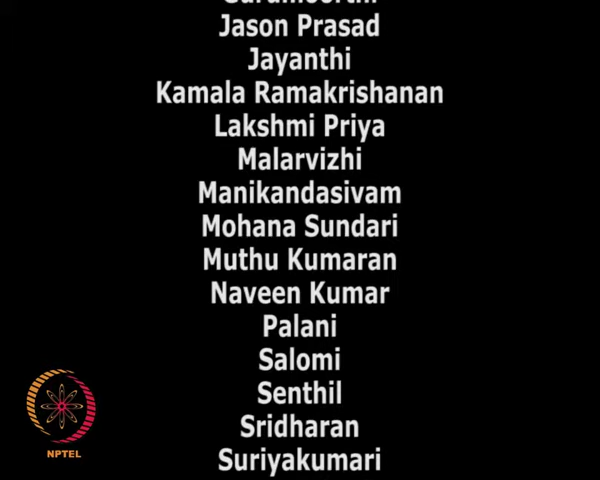 Jason Prasad
Jayanthi
Kamala Ramakrishanan
Lakshmi Priya
Malarvizhi
Manikandasivam
Mohana Sundari
Muthu Kumaran
Naveen Kumar
Palani
Salomi
Senthil
Sridharan
Suriyakumari
NPTEL